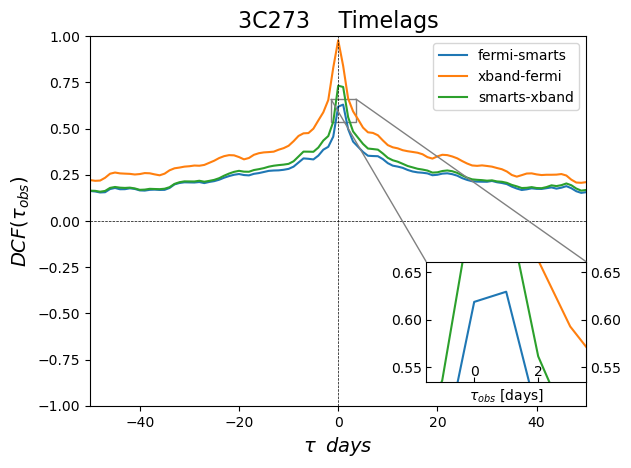 3C273 Timelags
1.00
0.75
0.50
0.25
0.00
−0.25
−0.50
−0.75
−1.00
DCF(τobs)
fermi-smarts
xband-fermi
smarts-xband
0.65 0.65
0.60 0.60
0.55 0.55
0 2
τobs [days]
−40 −20 0 20 40
τ days